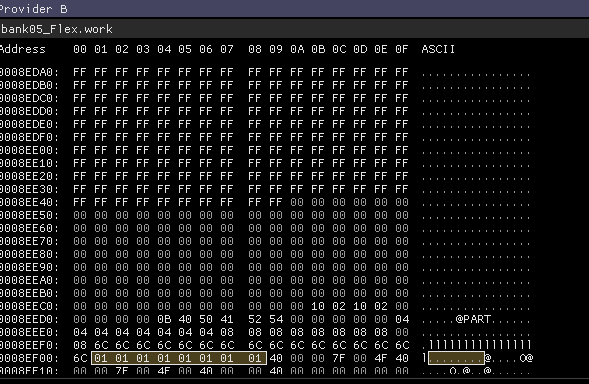 Provider B
bank05_Flex.work
Address 00 01 02 03 04 05 06 07 08 09 0A 0B 0C 0D 0E 0F ASCII
0008EDA0: FF FF FF FF FF FF FF FF FF FF FF FF FF FF FF FF ................
0008EDB0: FF FF FF FF FF FF FF FF FF FF FF FF FF FF FF FF ................
0008EDC0: FF FF FF FF FF FF FF FF FF FF FF FF FF FF FF FF ................
0008EDD0: FF FF FF FF FF FF FF FF FF FF FF FF FF FF FF FF ................
0008EDE0: FF FF FF FF FF FF FF FF FF FF FF FF FF FF FF FF ................
0008EDF0: FF FF FF FF FF FF FF FF FF FF FF FF FF FF FF FF ................
0008EE00: FF FF FF FF FF FF FF FF FF FF FF FF FF FF FF FF ................
0008EE10: FF FF FF FF FF FF FF FF FF FF FF FF FF FF FF FF ................
0008EE20: FF FF FF FF FF FF FF FF FF FF FF FF FF FF FF FF ................
0008EE30: FF FF FF FF FF FF FF FF FF FF FF FF FF FF FF FF ................
0008EE40: FF FF FF FF FF FF FF FF FF FF 00 00 00 00 00 00 ................
0008EE50: 00 00 00 00 00 00 00 00 00 00 00 00 00 00 00 00 ................
0008EE60: 00 00 00 00 00 00 00 00 00 00 00 00 00 00 00 00 ................
0008EE70: 00 00 00 00 00 00 00 00 00 00 00 00 00 00 00 00 ................
0008EE80: 00 00 00 00 00 00 00 00 00 00 00 00 00 00 00 00 ................
0008EE90: 00 00 00 00 00 00 00 00 00 00 00 00 00 00 00 00 ................
0008EEA0: 00 00 00 00 00 00 00 00 00 00 00 00 00 00 00 00 ................
0008EEB0: 00 00 00 00 00 00 00 00 00 00 00 00 00 00 00 00 ................
0008EEC0: 00 00 00 00 00 00 00 00 00 00 00 10 02 10 02 00 ................
0008EED0: 00 00 00 00 0B 40 50 41 52 54 00 00 00 00 00 04 .....@PART......
0008EEE0: 04 04 04 04 04 04 04 08 08 08 08 08 08 08 08 08 ................
0008EEF0: 08 6C 6C 6C 6C 6C 6C 6C 6C 6C 6C 6C 6C 6C 6C 6C .lllllllllllllll
0008EF00: 6C 01 01 01 01 01 01 01 01 40 00 00 7F 00 4F 40 l........@....O@
0008EF10: 00 00 7F 00 4F 40 00 00 00 40 00 00 00 00 00 00